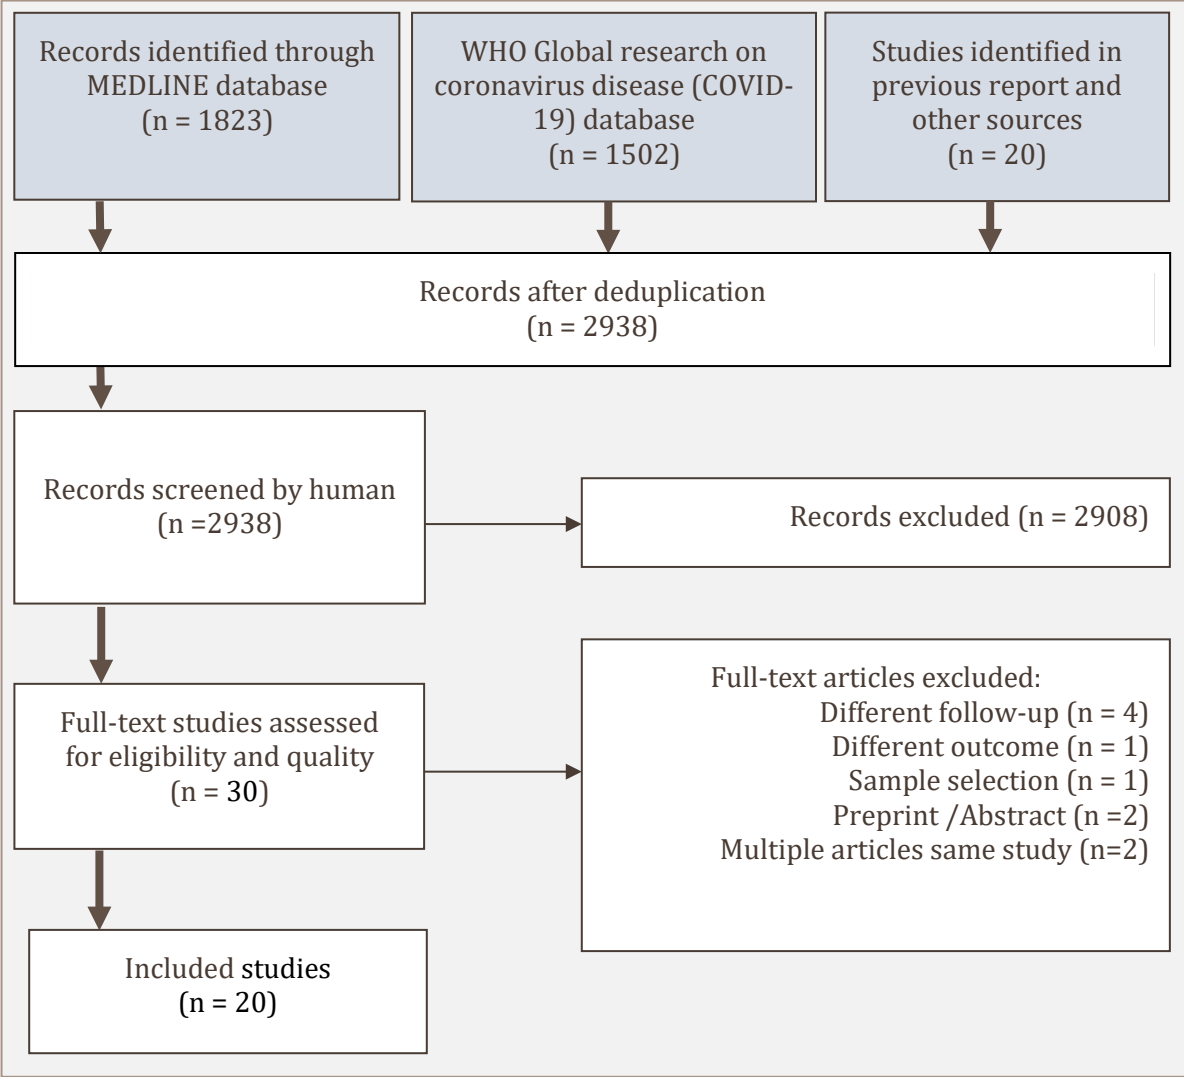 Records identified through
MEDLINE database
(n = 1823)
WHO Global research on
coronavirus disease (COVID-
19) database
(n = 1502)
Studies identified in
previous report and
other sources
(n = 20)
Records after deduplication
(n = 2938)
Records screened by human
(n =2938)
Records excluded (n = 2908)
Full-text studies assessed
for eligibility and quality
(n = 30)
Full-text articles excluded:
Different follow-up (n = 4)
Different outcome (n = 1)
Sample selection (n = 1)
Preprint /Abstract (n =2)
Multiple articles same study (n=2)
Included studies
(n = 20)